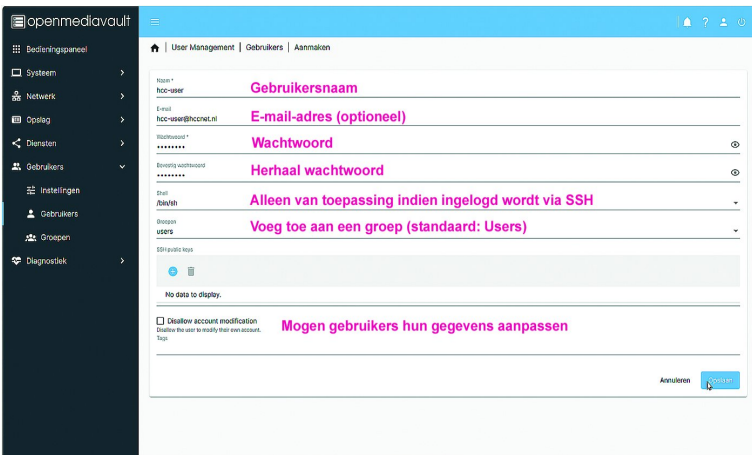 openmediavault
Bedieningspaneel
Systeem
Netwerk
Opslag
Diensten
Gebruikers
Instellingen
Gebruikers
Groepen
Diagnostiek
User Management | Gebruikers | Aanmaken
Naam *
hcc-user Gebruikersnaam
E-mail
hcc-user@hccnet.nl E-mail-adres (optioneel)
Wachtwoord *
•••••••• Wachtwoord
Bevestig wachtwoord
•••••••• Herhaal wachtwoord
Shell
/bin/sh Alleen van toepassing indien ingelogd wordt via SSH
Groepen
users Voeg toe aan een groep (standaard: Users)
SSH public keys
No data to display.
Disallow account modification
Disallow the user to modify their own account. Mogen gebruikers hun gegevens aanpassen
Tags
Annuleren Opslaan